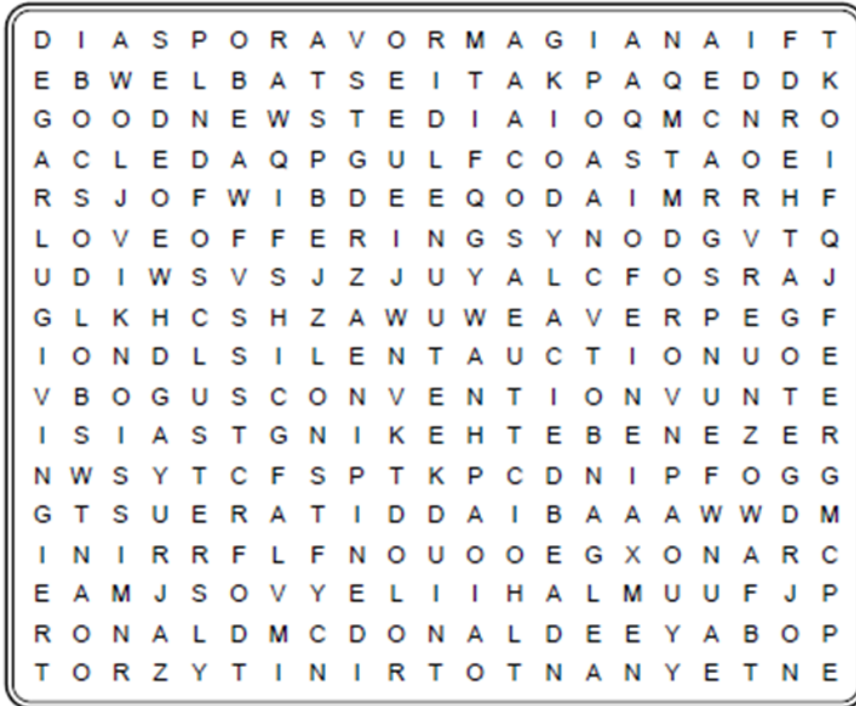 D I A S P O R A V O R M A G I A N A I F T
E B W E L B A T S E I T A K P A Q E D D K
G O O D N E W S T E D I A I O Q M C N R O
A C L E D A Q P G U L F C O A S T A O E I
R S J O F W I B D E E Q O D A I M R R H F
L O V E O F F E R I N G S Y N O D G V T Q
U D I W S V S J Z J U Y A L C F O S R A J
G L K H C S H Z A W U W E A V E R P E G F
I O N D L S I L E N T A U C T I O N U O E
V B O G U S C O N V E N T I O N V U N T E
I S I A S T G N I K E H T E B E N E Z E R
N W S Y T C F S P T K P C D N I P F O G G
G T S U E R A T I D D A I B A A A W W D M
I N I R R F L F N O U O O E G X O N A R C
E A M J S O V Y E L I I H A L M U U F J P
R O N A L D M C D O N A L D E E Y A B O P
T O R Z Y T I N I R T O T N A N Y E T N E